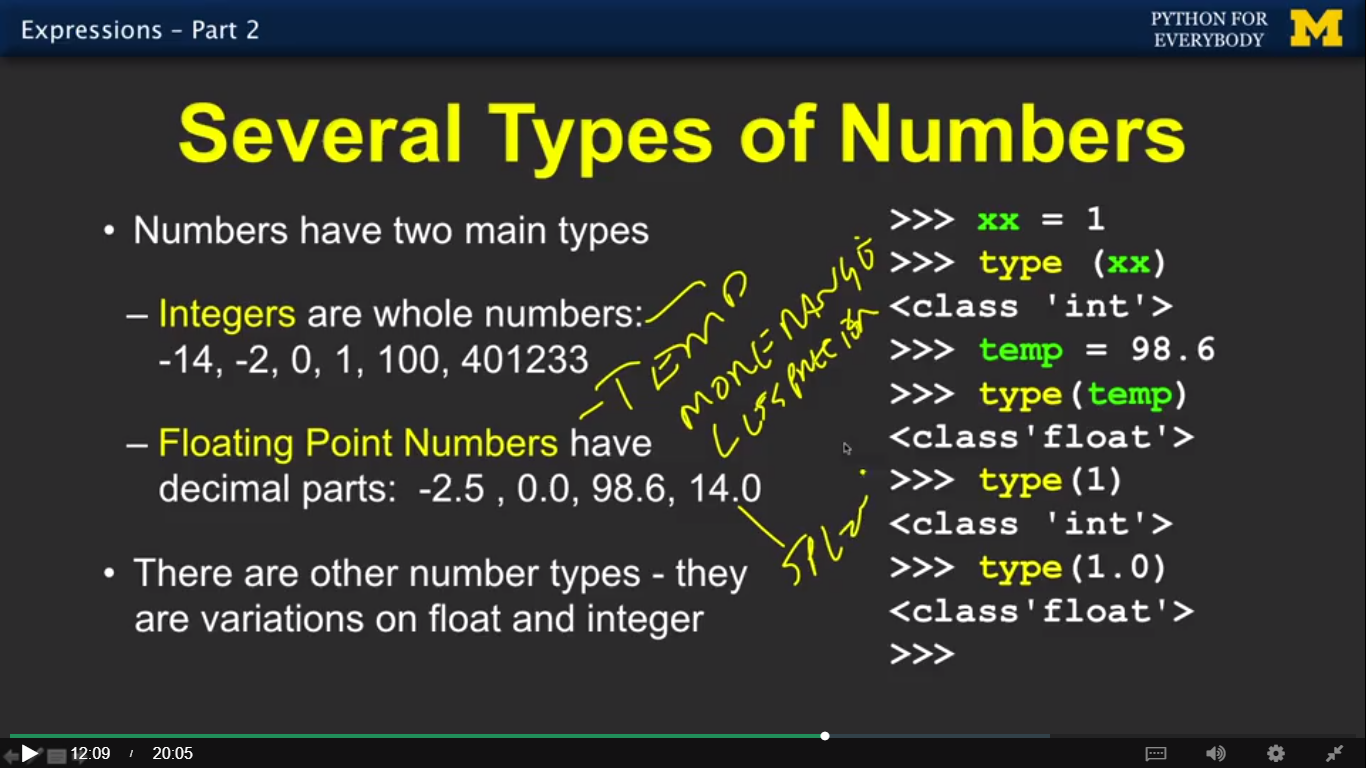 Expressions – Part 2
PYTHON FOR
EVERYBODY
M
Several Types of Numbers
• Numbers have two main types
– Integers are whole numbers:
-14, -2, 0, 1, 100, 401233
– Floating Point Numbers have
decimal parts: -2.5 , 0.0, 98.6, 14.0
• There are other number types - they
are variations on float and integer
- TEMP
MORE RANGE
LESS PRECISION
>>> xx = 1
>>> type (xx)
<class 'int'>
>>> temp = 98.6
>>> type(temp)
<class'float'>
>>> type(1)
<class 'int'>
>>> type(1.0)
<class'float'>
>>>
12:09 / 20:05